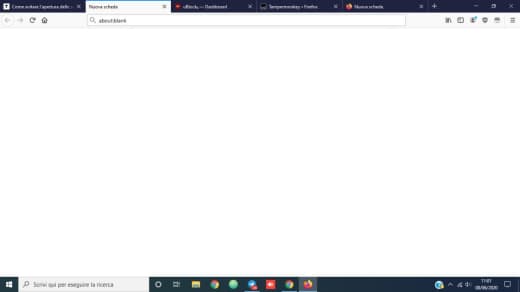 Come evitare l'apertura delle
Nuova scheda
uBlock₀ — Dashboard
Tampermonkey • Firefox
Nuova scheda
about:blank
Scrivi qui per eseguire la ricerca
11:01
08/06/2020